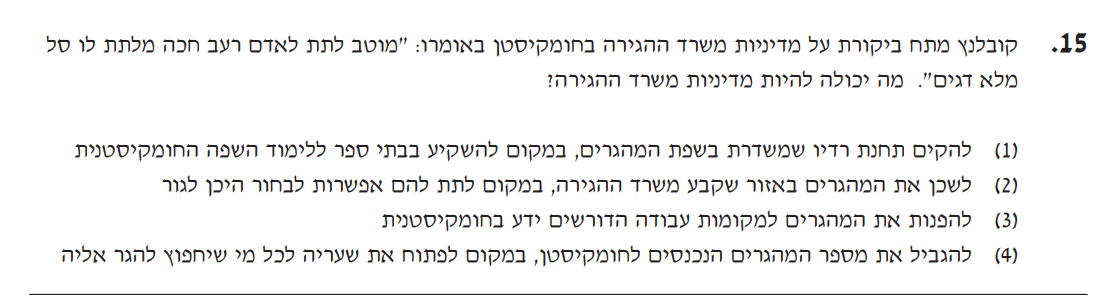 15. קובלנץ מתח ביקורת על מדיניות משרד ההגירה בחומקיסטן באומרו: "מוטב לתת לאדם רעב חכה מלתת לו סל
מלא דגים". מה יכולה להיות מדיניות משרד ההגירה?
(1) להקים תחנת רדיו שמשדרת בשפת המהגרים, במקום להשקיע בבתי ספר ללימוד השפה החומקיסטנית
(2) לשכן את המהגרים באזור שקבע משרד ההגירה, במקום לתת להם אפשרות לבחור היכן לגור
(3) להפנות את המהגרים למקומות עבודה הדורשים ידע בחומקיסטנית
(4) להגביל את מספר המהגרים הנכנסים לחומקיסטן, במקום לפתוח את שעריה לכל מי שיחפוץ להגר אליה